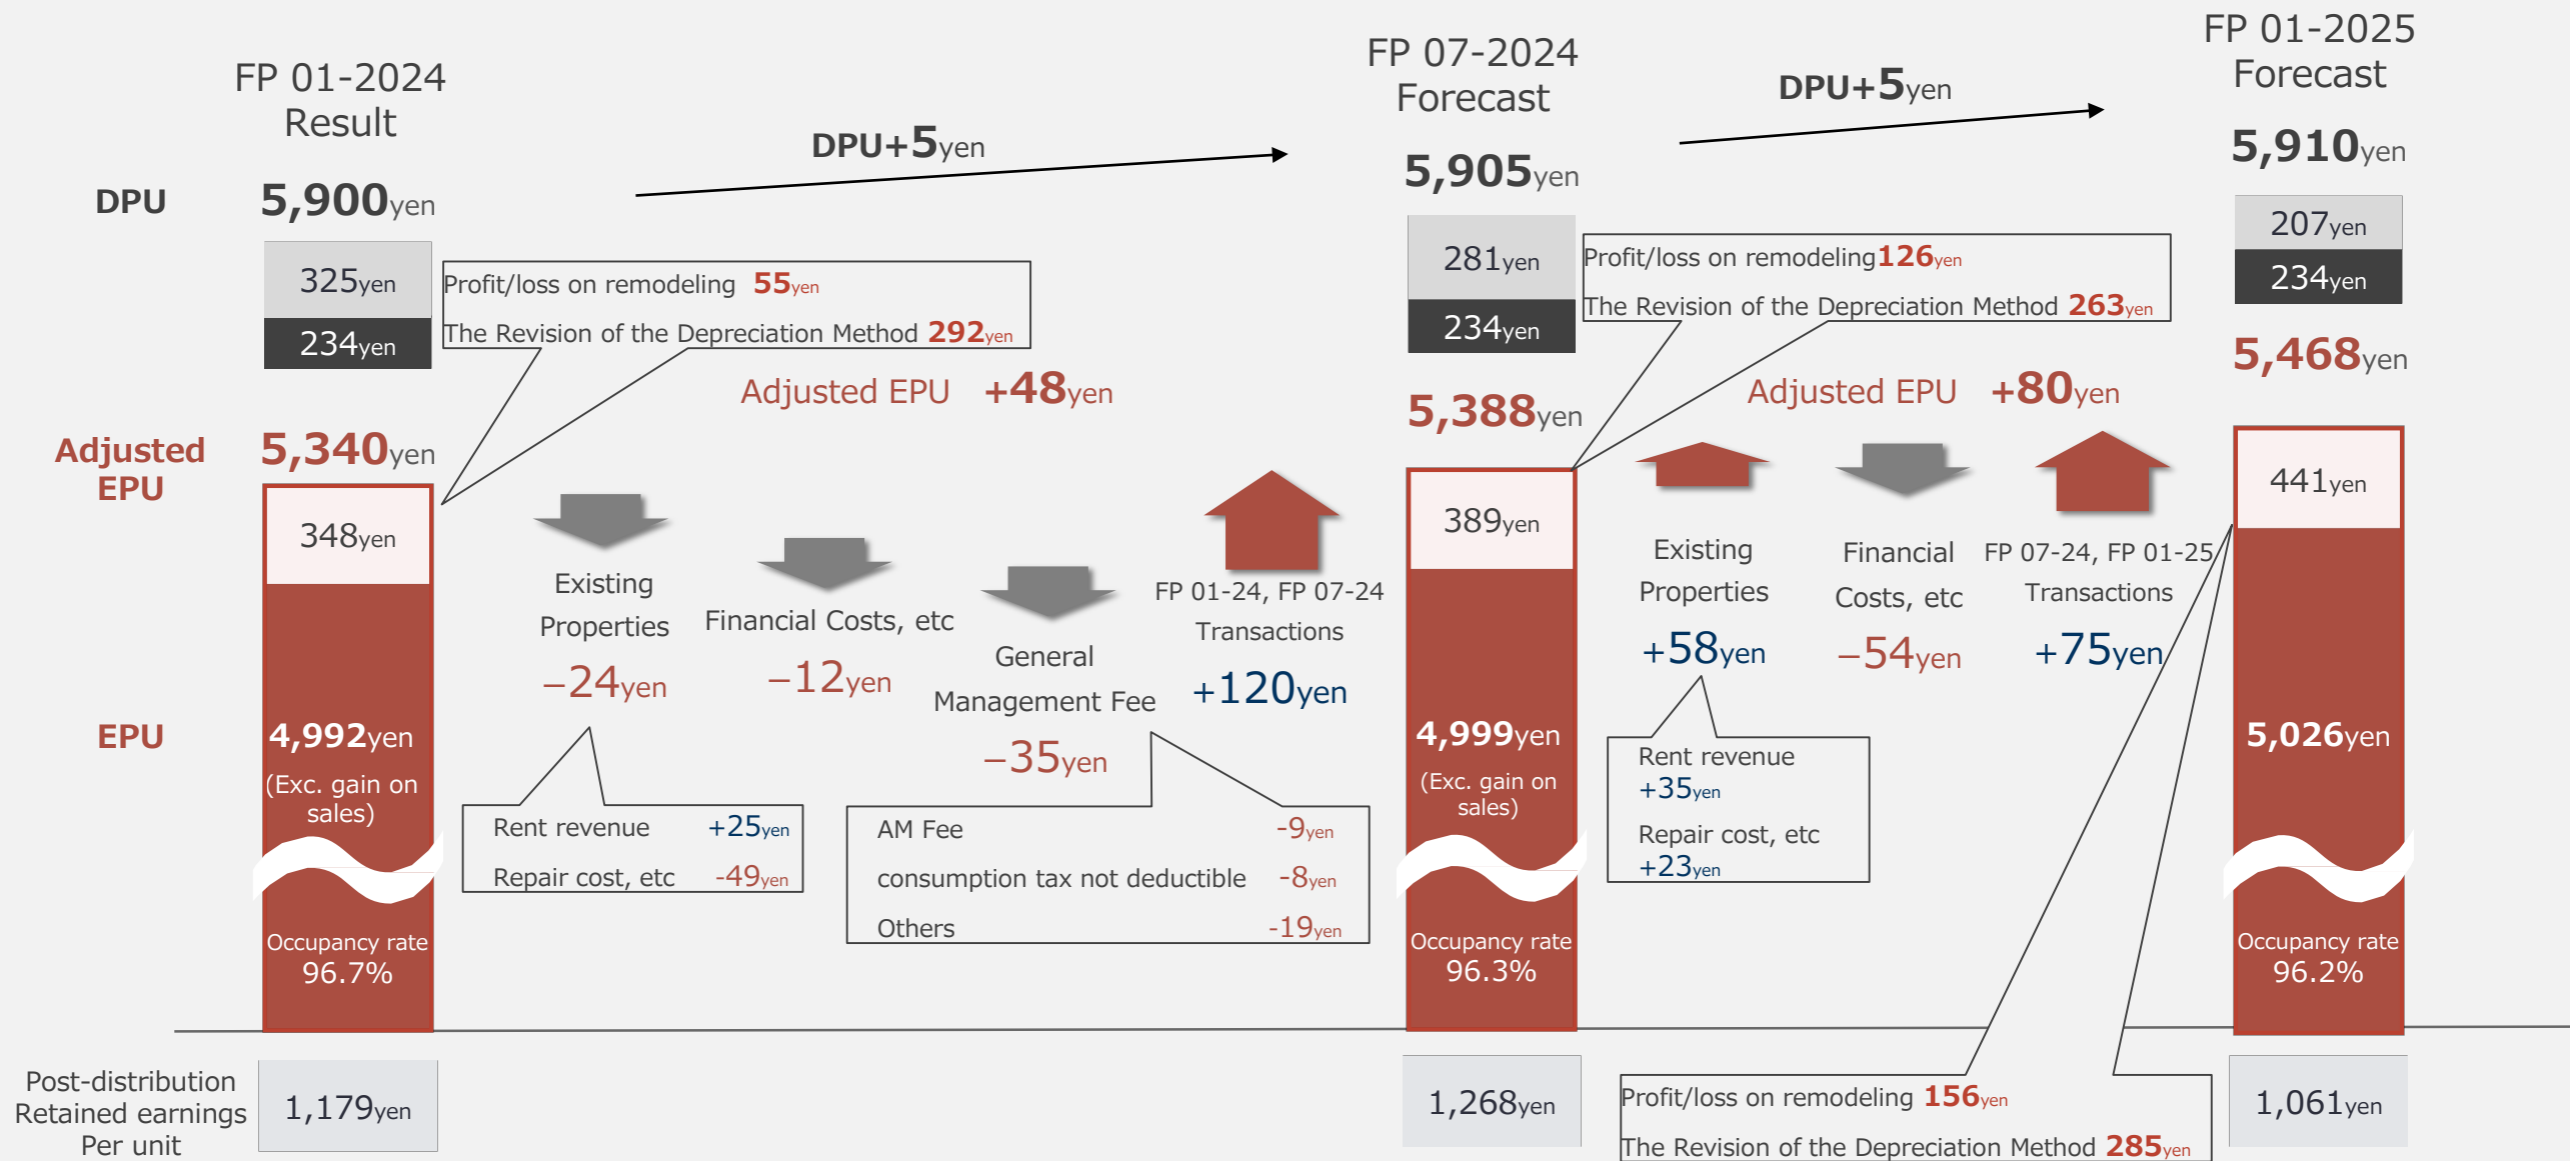 FP 01-2024
Result
DPU
5,900yen
325yen
234yen
Profit/loss on remodeling 55yen
The Revision of the Depreciation Method 292yen
DPU+5yen
Adjusted EPU +48yen
Adjusted
EPU
5,340yen
348yen
EPU
4,992yen
(Exc. gain on
sales)
Occupancy rate
96.7%
Existing
Properties
−24yen
Rent revenue +25yen
Repair cost, etc -49yen
Financial Costs, etc
−12yen
General
Management Fee
−35yen
AM Fee -9yen
consumption tax not deductible -8yen
Others -19yen
FP 01-24, FP 07-24
Transactions
+120yen
FP 07-2024
Forecast
5,905yen
281yen
234yen
Profit/loss on remodeling126yen
The Revision of the Depreciation Method 263yen
5,388yen
389yen
4,999yen
(Exc. gain on
sales)
Occupancy rate
96.3%
DPU+5yen
Adjusted EPU +80yen
Existing
Properties
+58yen
Rent revenue
+35yen
Repair cost, etc
+23yen
Financial
Costs, etc
−54yen
FP 07-24, FP 01-25
Transactions
+75yen
FP 01-2025
Forecast
5,910yen
207yen
234yen
5,468yen
441yen
5,026yen
Occupancy rate
96.2%
Profit/loss on remodeling 156yen
The Revision of the Depreciation Method 285yen
Post-distribution
Retained earnings
Per unit
1,179yen
1,268yen
1,061yen